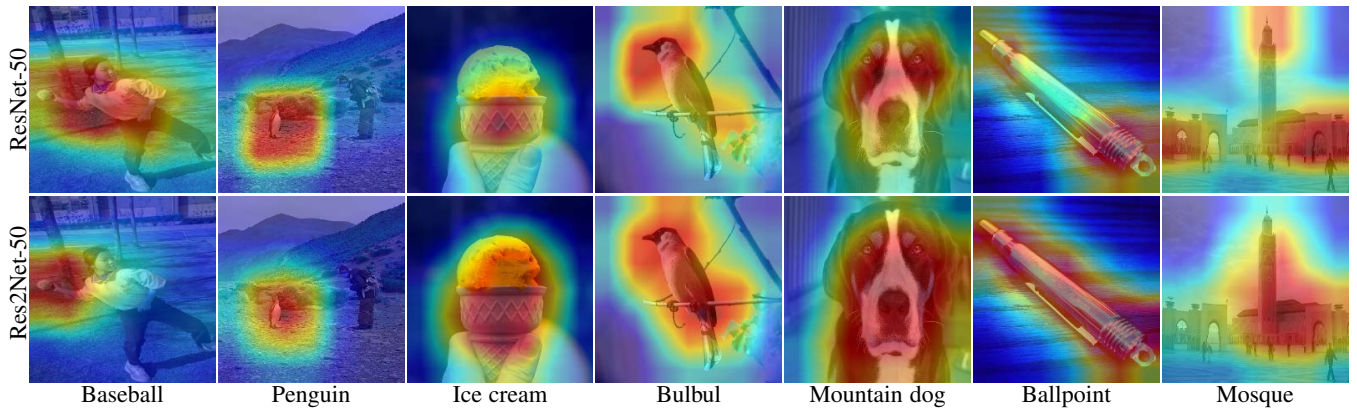 ResNet-50
Res2Net-50
Baseball Penguin Ice cream Bulbul Mountain dog Ballpoint Mosque